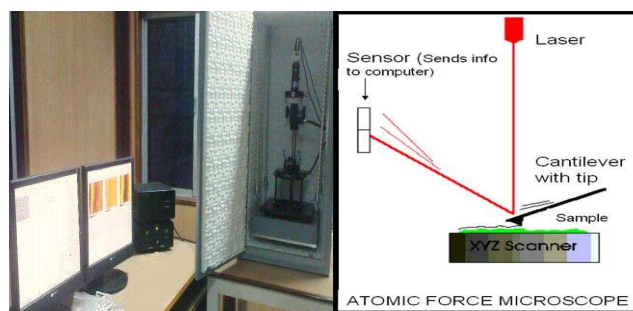 Laser
Sensor (Sends info
to computer)
Cantilever
with tip
Sample
XYZ Scanner
ATOMIC FORCE MICROSCOPE